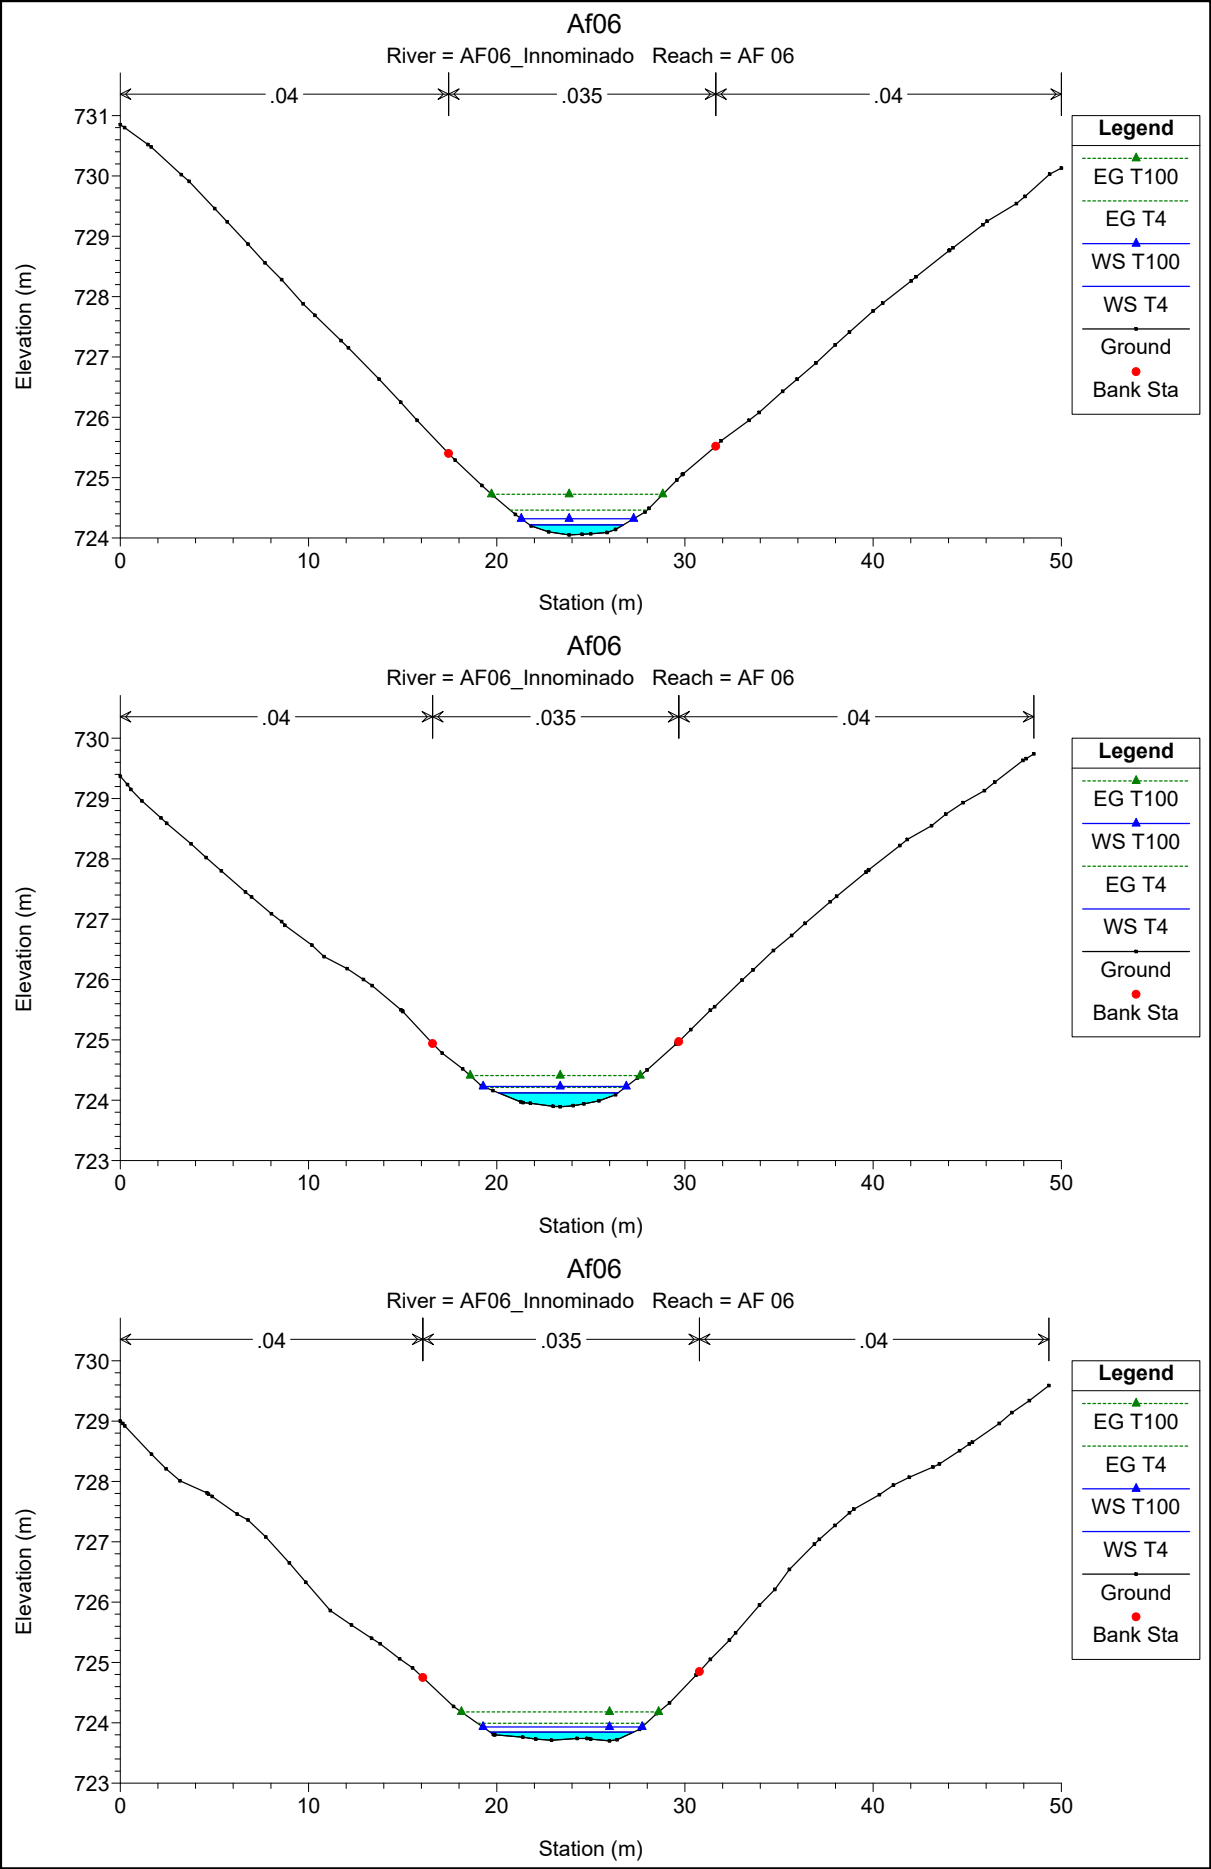 Af06
River = AF06_Innominado Reach = AF 06
.04 .035 .04
731
730
729
728
727
726
725
724
0 10 20 30 40 50
Elevation (m)
Station (m)
Legend
EG T100
EG T4
WS T100
WS T4
Ground
Bank Sta
Af06
River = AF06_Innominado Reach = AF 06
.04 .035 .04
730
729
728
727
726
725
724
723
0 10 20 30 40 50
Elevation (m)
Station (m)
Legend
EG T100
WS T100
EG T4
WS T4
Ground
Bank Sta
Af06
River = AF06_Innominado Reach = AF 06
.04 .035 .04
730
729
728
727
726
725
724
723
0 10 20 30 40 50
Elevation (m)
Station (m)
Legend
EG T100
EG T4
WS T100
WS T4
Ground
Bank Sta